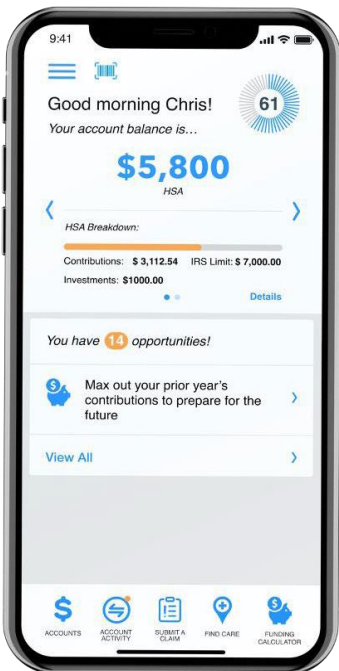 9:41
Good morning Chris!
61
Your account balance is...
$5,800
HSA
HSA Breakdown:
Contributions: $ 3,112.54 IRS Limit: $ 7,000.00
Investments: $1000.00
Details
You have 14 opportunities!
Max out your prior year's
contributions to prepare for the
future
View All
ACCOUNTS
ACCOUNT
ACTIVITY
SUBMIT A
CLAIM
FIND CARE
FUNDING
CALCULATOR